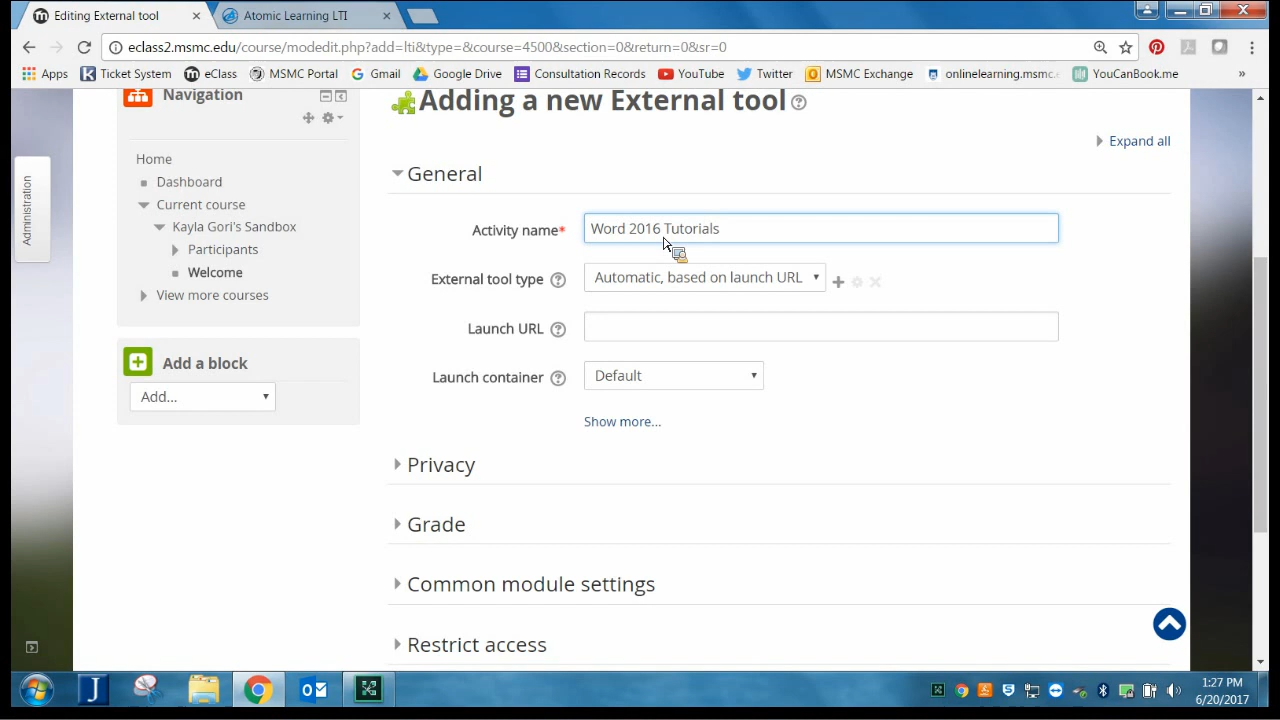 Editing External tool
Atomic Learning LTI
eclass2.msmc.edu/course/modedit.php?add=lti&type=&course=4500&section=0&return=0&sr=0
Apps
Ticket System
eClass
MSMC Portal
Gmail
Google Drive
Consultation Records
YouTube
Twitter
MSMC Exchange
onlinelearning.msmc.
YouCanBook.me
»
Administration
Navigation
Home
Dashboard
Current course
Kayla Gori's Sandbox
Participants
Welcome
View more courses
Add a block
Add...
Adding a new External tool
Expand all
General
Activity name*
Word 2016 Tutorials
External tool type
Automatic, based on launch URL
Launch URL
Launch container
Default
Show more...
Privacy
Grade
Common module settings
Restrict access
1:27 PM
6/20/2017